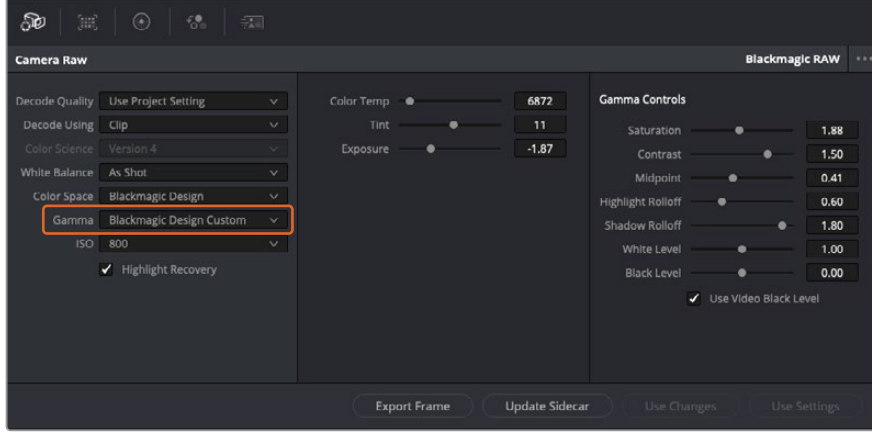 Camera Raw
Blackmagic RAW
Decode Quality Use Project Setting
Decode Using Clip
Color Science Version 4
White Balance As Shot
Color Space Blackmagic Design
Gamma Blackmagic Design Custom
ISO 800
Highlight Recovery
Color Temp 6872
Tint 11
Exposure -1.87
Gamma Controls
Saturation 1.88
Contrast 1.50
Midpoint 0.41
Highlight Rolloff 0.60
Shadow Rolloff 1.80
White Level 1.00
Black Level 0.00
Use Video Black Level
Export Frame
Update Sidecar
Use Changes
Use Settings